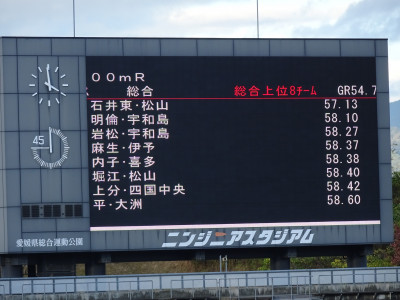 00mR
総合 総合上位8チーム GR54.7
石井東・松山 57.13
明倫・宇和島 58.10
岩松・宇和島 58.27
麻生・伊予 58.37
内子・喜多 58.38
堀江・松山 58.40
上分・四国中央 58.42
平・大洲 58.60
45
愛媛県総合運動公園
ニンジニアスタジアム